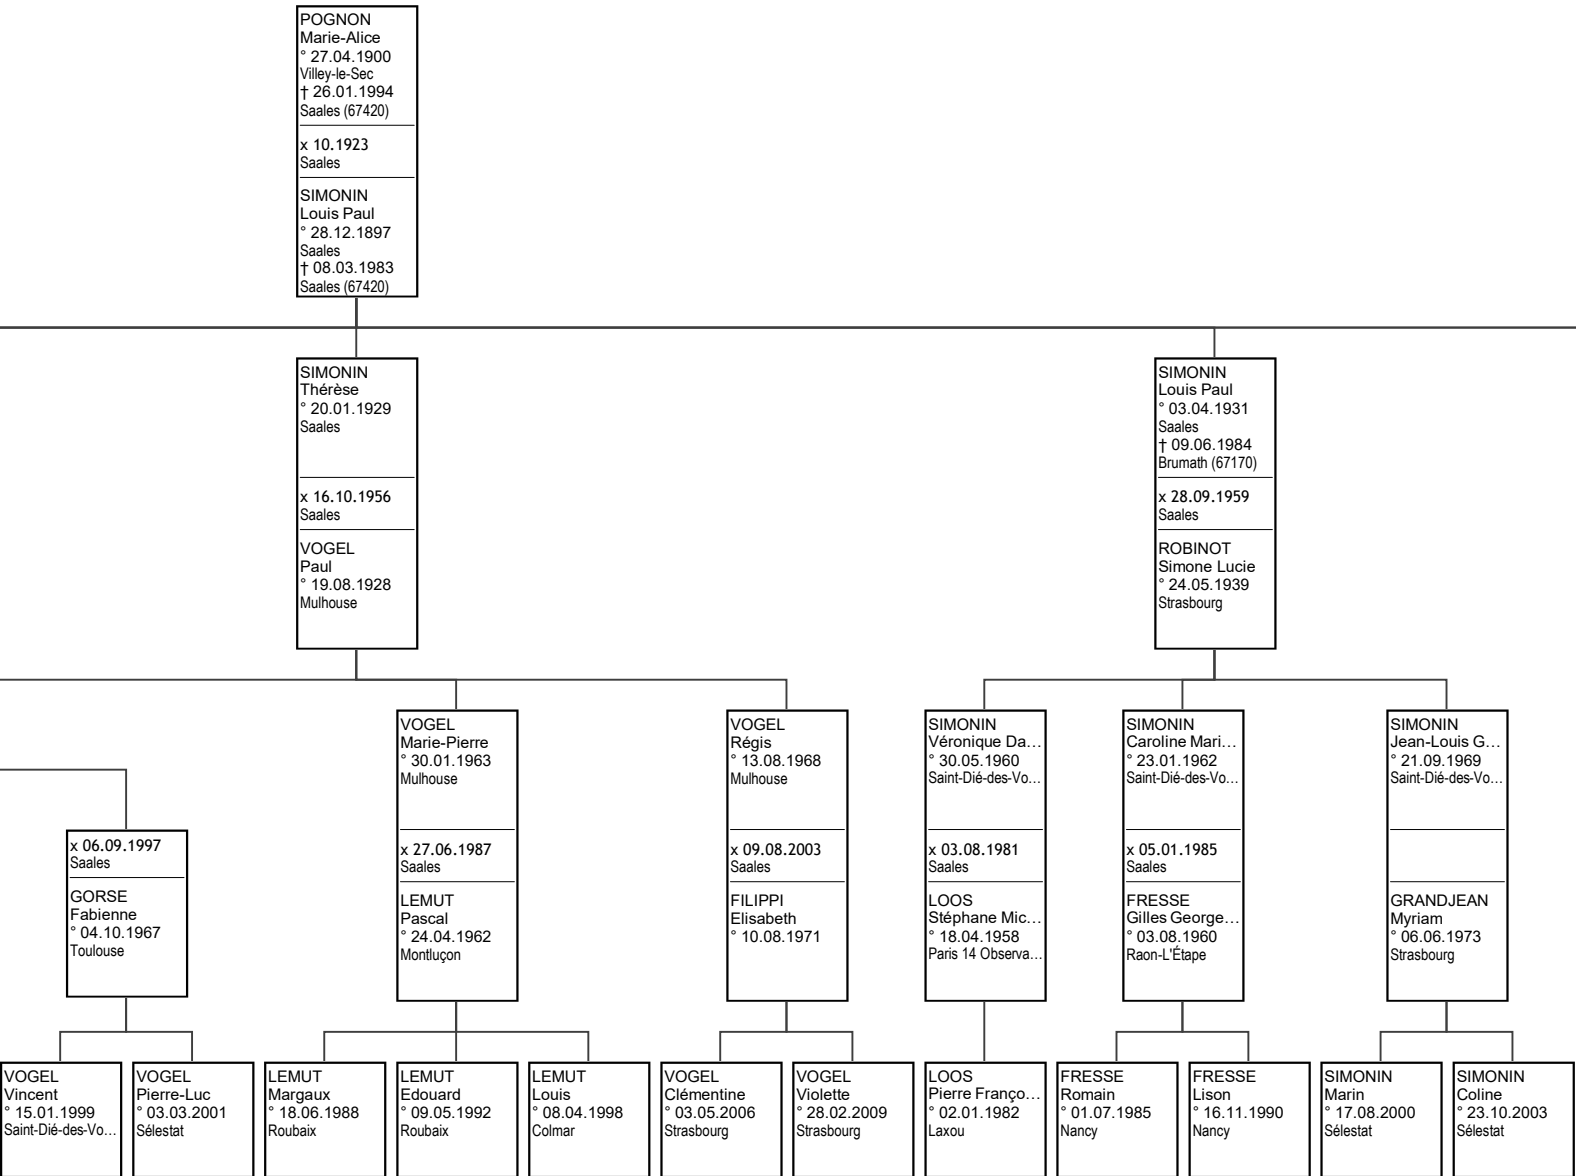 POGNON
Marie-Alice
° 27.04.1900
Villey-le-Sec
† 26.01.1994
Saales (67420)
x 10.1923
Saales
SIMONIN
Louis Paul
° 28.12.1897
Saales
† 08.03.1983
Saales (67420)
SIMONIN
Thérèse
° 20.01.1929
Saales
x 16.10.1956
Saales
VOGEL
Paul
° 19.08.1928
Mulhouse
SIMONIN
Louis Paul
° 03.04.1931
Saales
† 09.06.1984
Brumath (67170)
x 28.09.1959
Saales
ROBINOT
Simone Lucie
° 24.05.1939
Strasbourg
x 06.09.1997
Saales
GORSE
Fabienne
° 04.10.1967
Toulouse
VOGEL
Marie-Pierre
° 30.01.1963
Mulhouse
x 27.06.1987
Saales
LEMUT
Pascal
° 24.04.1962
Montluçon
VOGEL
Régis
° 13.08.1968
Mulhouse
x 09.08.2003
Saales
FILIPPI
Elisabeth
° 10.08.1971
SIMONIN
Véronique Da...
° 30.05.1960
Saint-Dié-des-Vo...
x 03.08.1981
Saales
LOOS
Stéphane Mic...
° 18.04.1958
Paris 14 Observa...
SIMONIN
Caroline Mari...
° 23.01.1962
Saint-Dié-des-Vo...
x 05.01.1985
Saales
FRESSE
Gilles George...
° 03.08.1960
Raon-L'Étape
SIMONIN
Jean-Louis G...
° 21.09.1969
Saint-Dié-des-Vo...
GRANDJEAN
Myriam
° 06.06.1973
Strasbourg
VOGEL
Vincent
° 15.01.1999
Saint-Dié-des-Vo...
VOGEL
Pierre-Luc
° 03.03.2001
Sélestat
LEMUT
Margaux
° 18.06.1988
Roubaix
LEMUT
Edouard
° 09.05.1992
Roubaix
LEMUT
Louis
° 08.04.1998
Colmar
VOGEL
Clémentine
° 03.05.2006
Strasbourg
VOGEL
Violette
° 28.02.2009
Strasbourg
LOOS
Pierre Franço...
° 02.01.1982
Laxou
FRESSE
Romain
° 01.07.1985
Nancy
FRESSE
Lison
° 16.11.1990
Nancy
SIMONIN
Marin
° 17.08.2000
Sélestat
SIMONIN
Coline
° 23.10.2003
Sélestat